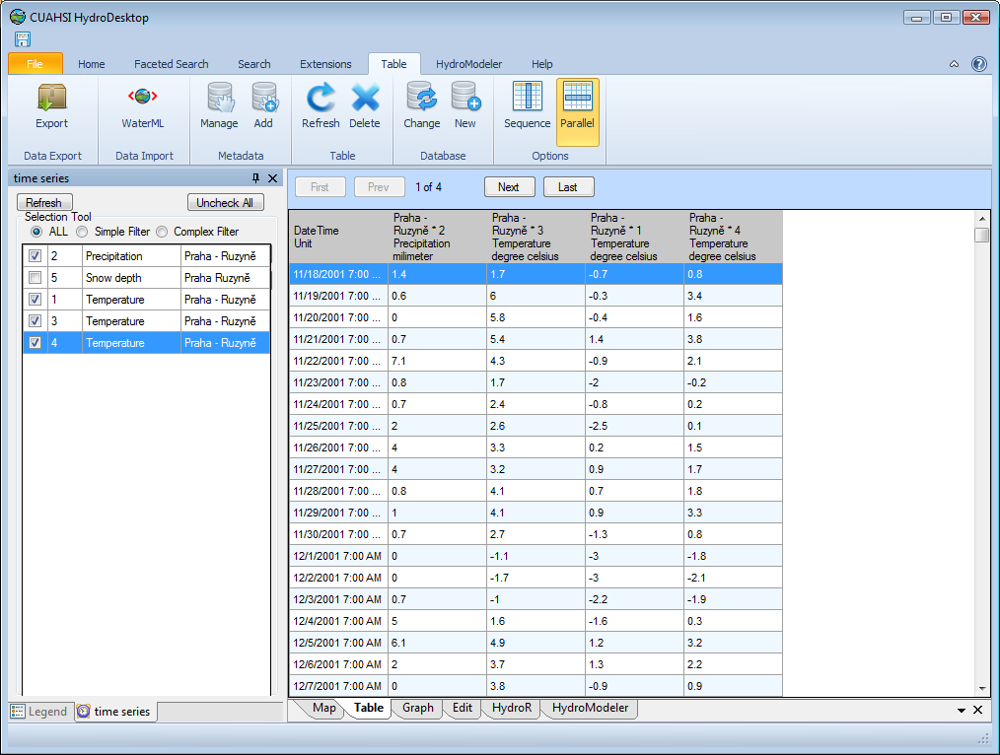 CUAHSI HydroDesktop
File Home Faceted Search Search Extensions Table HydroModeler Help
Export WaterML Manage Add Refresh Delete Change New Sequence Parallel
Data Export Data Import Metadata Table Database Options
time series
Refresh Uncheck All
Selection Tool
ALL Simple Filter Complex Filter
2 Precipitation Praha - Ruzyně
5 Snow depth Praha Ruzyně
1 Temperature Praha - Ruzyně
3 Temperature Praha - Ruzyně
4 Temperature Praha - Ruzyně
Legend time series
First Prev 1 of 4 Next Last
DateTime
Unit
Praha -
Ruzyně * 2
Precipitation
milimeter
Praha -
Ruzyně * 3
Temperature
degree celsius
Praha -
Ruzyně * 1
Temperature
degree celsius
Praha -
Ruzyně * 4
Temperature
degree celsius
11/18/2001 7:00 ... 1.4 1.7 -0.7 0.8
11/19/2001 7:00 ... 0.6 6 -0.3 3.4
11/20/2001 7:00 ... 0 5.8 -0.4 1.6
11/21/2001 7:00 ... 0.7 5.4 1.4 3.8
11/22/2001 7:00 ... 7.1 4.3 -0.9 2.1
11/23/2001 7:00 ... 0.8 1.7 -2 -0.2
11/24/2001 7:00 ... 0.7 2.4 -0.8 0.2
11/25/2001 7:00 ... 2 2.6 -2.5 0.1
11/26/2001 7:00 ... 4 3.3 0.2 1.5
11/27/2001 7:00 ... 4 3.2 0.9 1.7
11/28/2001 7:00 ... 0.8 4.1 0.7 1.8
11/29/2001 7:00 ... 1 4.1 0.9 3.3
11/30/2001 7:00 ... 0.7 2.7 -1.3 0.8
12/1/2001 7:00 AM 0 -1.1 -3 -1.8
12/2/2001 7:00 AM 0 -1.7 -3 -2.1
12/3/2001 7:00 AM 0.7 -1 -2.2 -1.9
12/4/2001 7:00 AM 5 1.6 -1.6 0.3
12/5/2001 7:00 AM 6.1 4.9 1.2 3.2
12/6/2001 7:00 AM 2 3.7 1.3 2.2
12/7/2001 7:00 AM 0 3.8 -0.9 0.9
Map Table Graph Edit HydroR HydroModeler